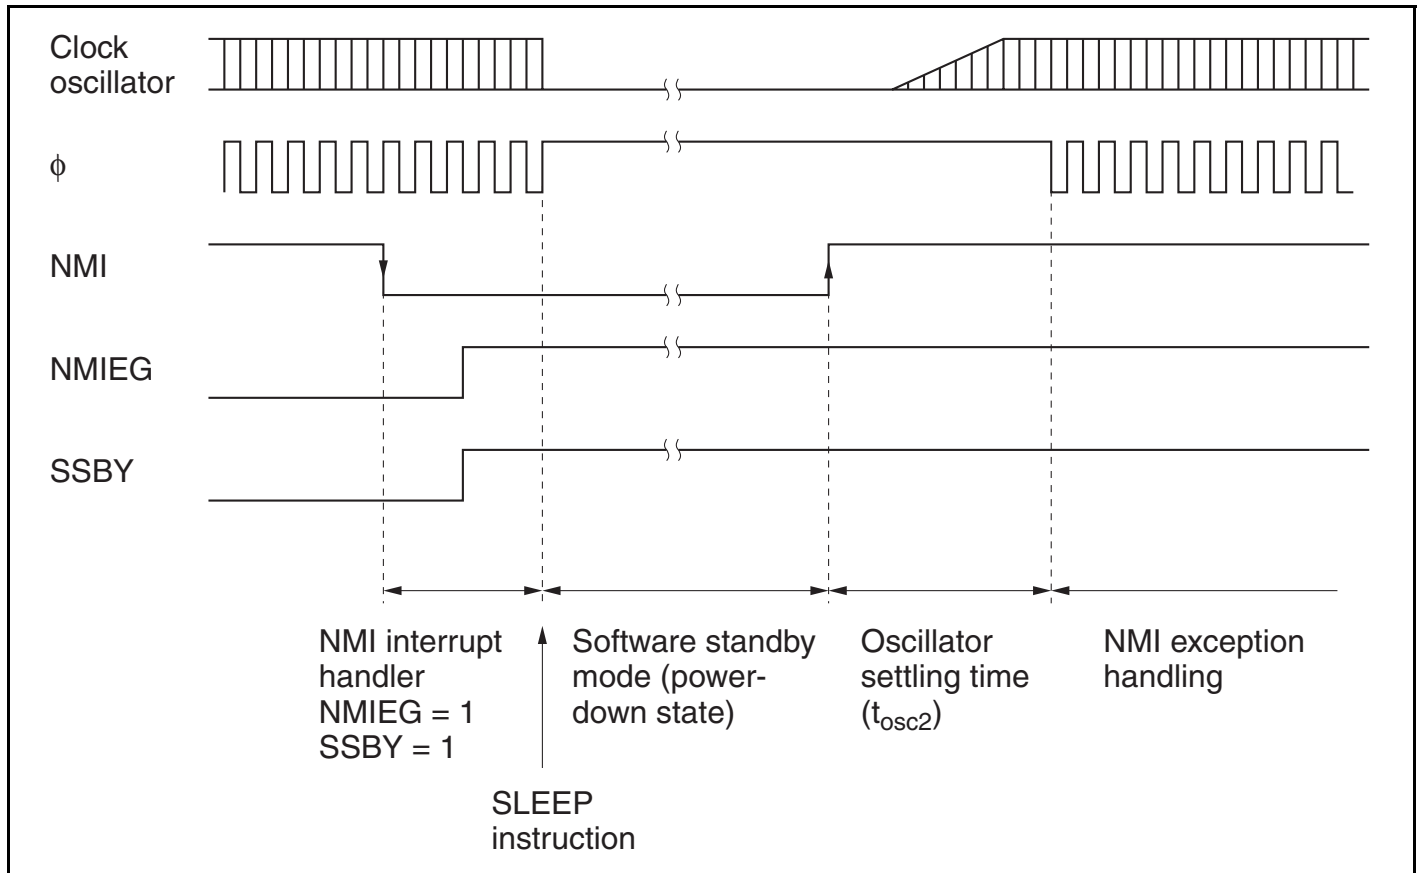 Clock
oscillator
ϕ
NMI
NMIEG
SSBY
NMI interrupt
handler
NMIEG = 1
SSBY = 1
Software standby
mode (power-
down state)
Oscillator
settling time
(tosc2)
NMI exception
handling
SLEEP
instruction